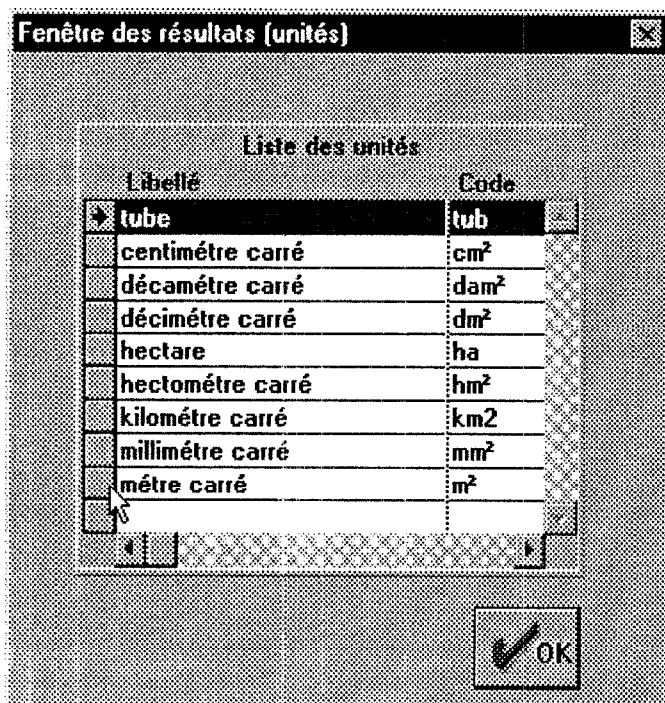 Fenêtre des résultats (unités)
Liste des unités
Libellé Code
tube tub
centimétre carré cm²
décamétre carré dam²
décimétre carré dm²
hectare ha
hectométre carré hm²
kilométre carré km2
millimétre carré mm²
métre carré m²
OK